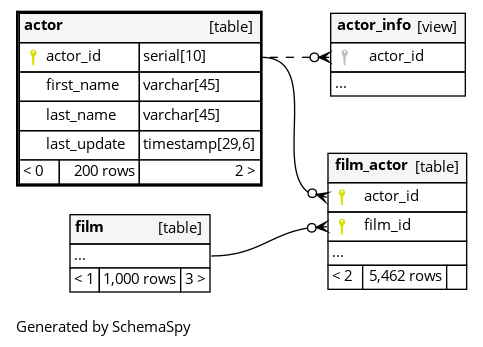 actor [table]
actor_id serial[10]
first_name varchar[45]
last_name varchar[45]
last_update timestamp[29,6]
< 0 200 rows 2 >
actor_info [view]
actor_id
...
film_actor [table]
actor_id
film_id
...
< 2 5,462 rows
film [table]
...
< 1 1,000 rows 3 >
Generated by SchemaSpy